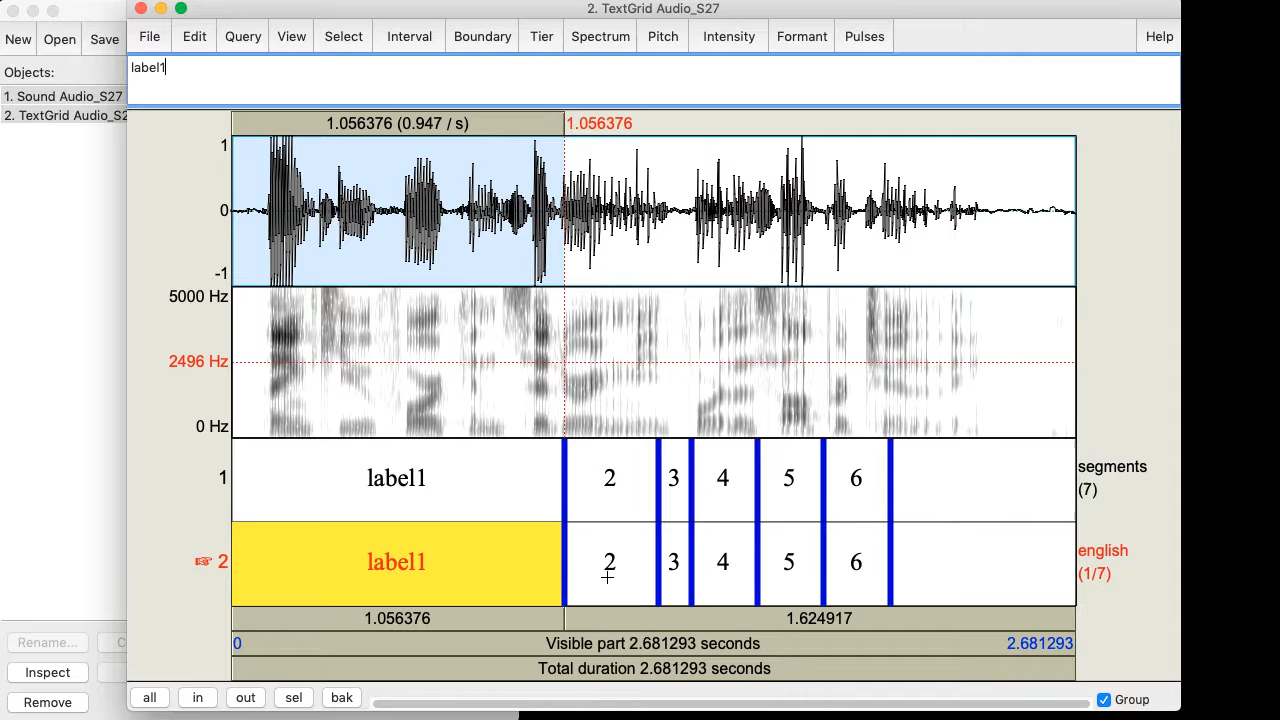 2. TextGrid Audio_S27
New Open Save
File Edit Query View Select Interval Boundary Tier Spectrum Pitch Intensity Formant Pulses Help
Objects:
label1
1. Sound Audio_S27
2. TextGrid Audio_S2
1.056376 (0.947 / s) 1.056376
1
0
-1
5000 Hz
2496 Hz
0 Hz
1 label1 2 3 4 5 6 segments
(7)
☞ 2 label1 2 3 4 5 6 english
(1/7)
1.056376 1.624917
0 Visible part 2.681293 seconds 2.681293
Total duration 2.681293 seconds
Rename... C
Inspect
Remove
all in out sel bak Group